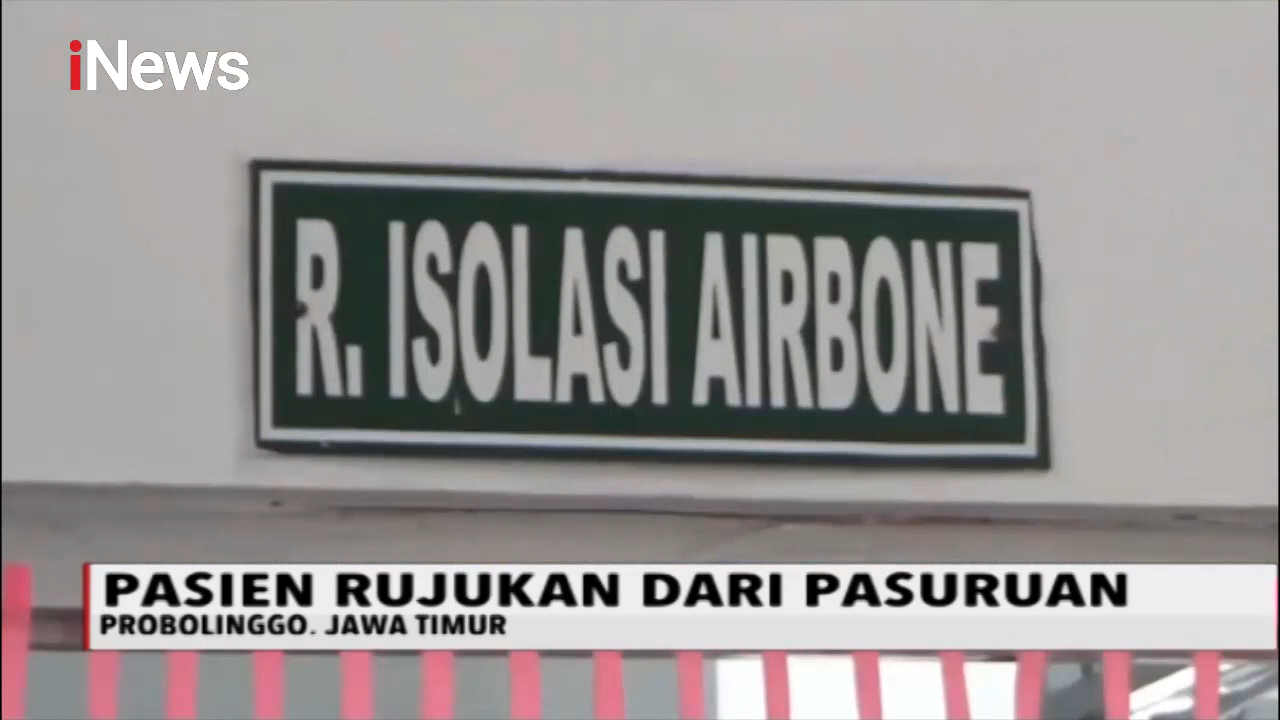 iNews
R. ISOLASI AIRBONE
PASIEN RUJUKAN DARI PASURUAN
PROBOLINGGO, JAWA TIMUR